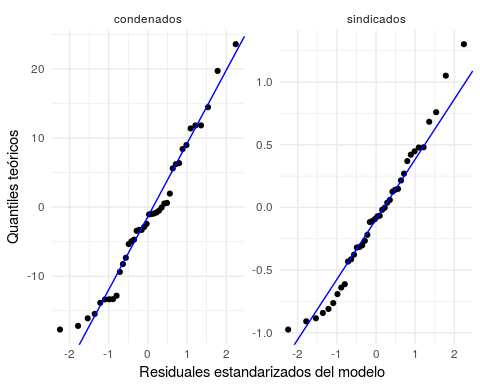 condenados
sindicados
Quantiles teóricos
20
10
0
-10
1.0
0.5
0.0
-0.5
-1.0
-2 -1 0 1 2
-2 -1 0 1 2
Residuales estandarizados del modelo